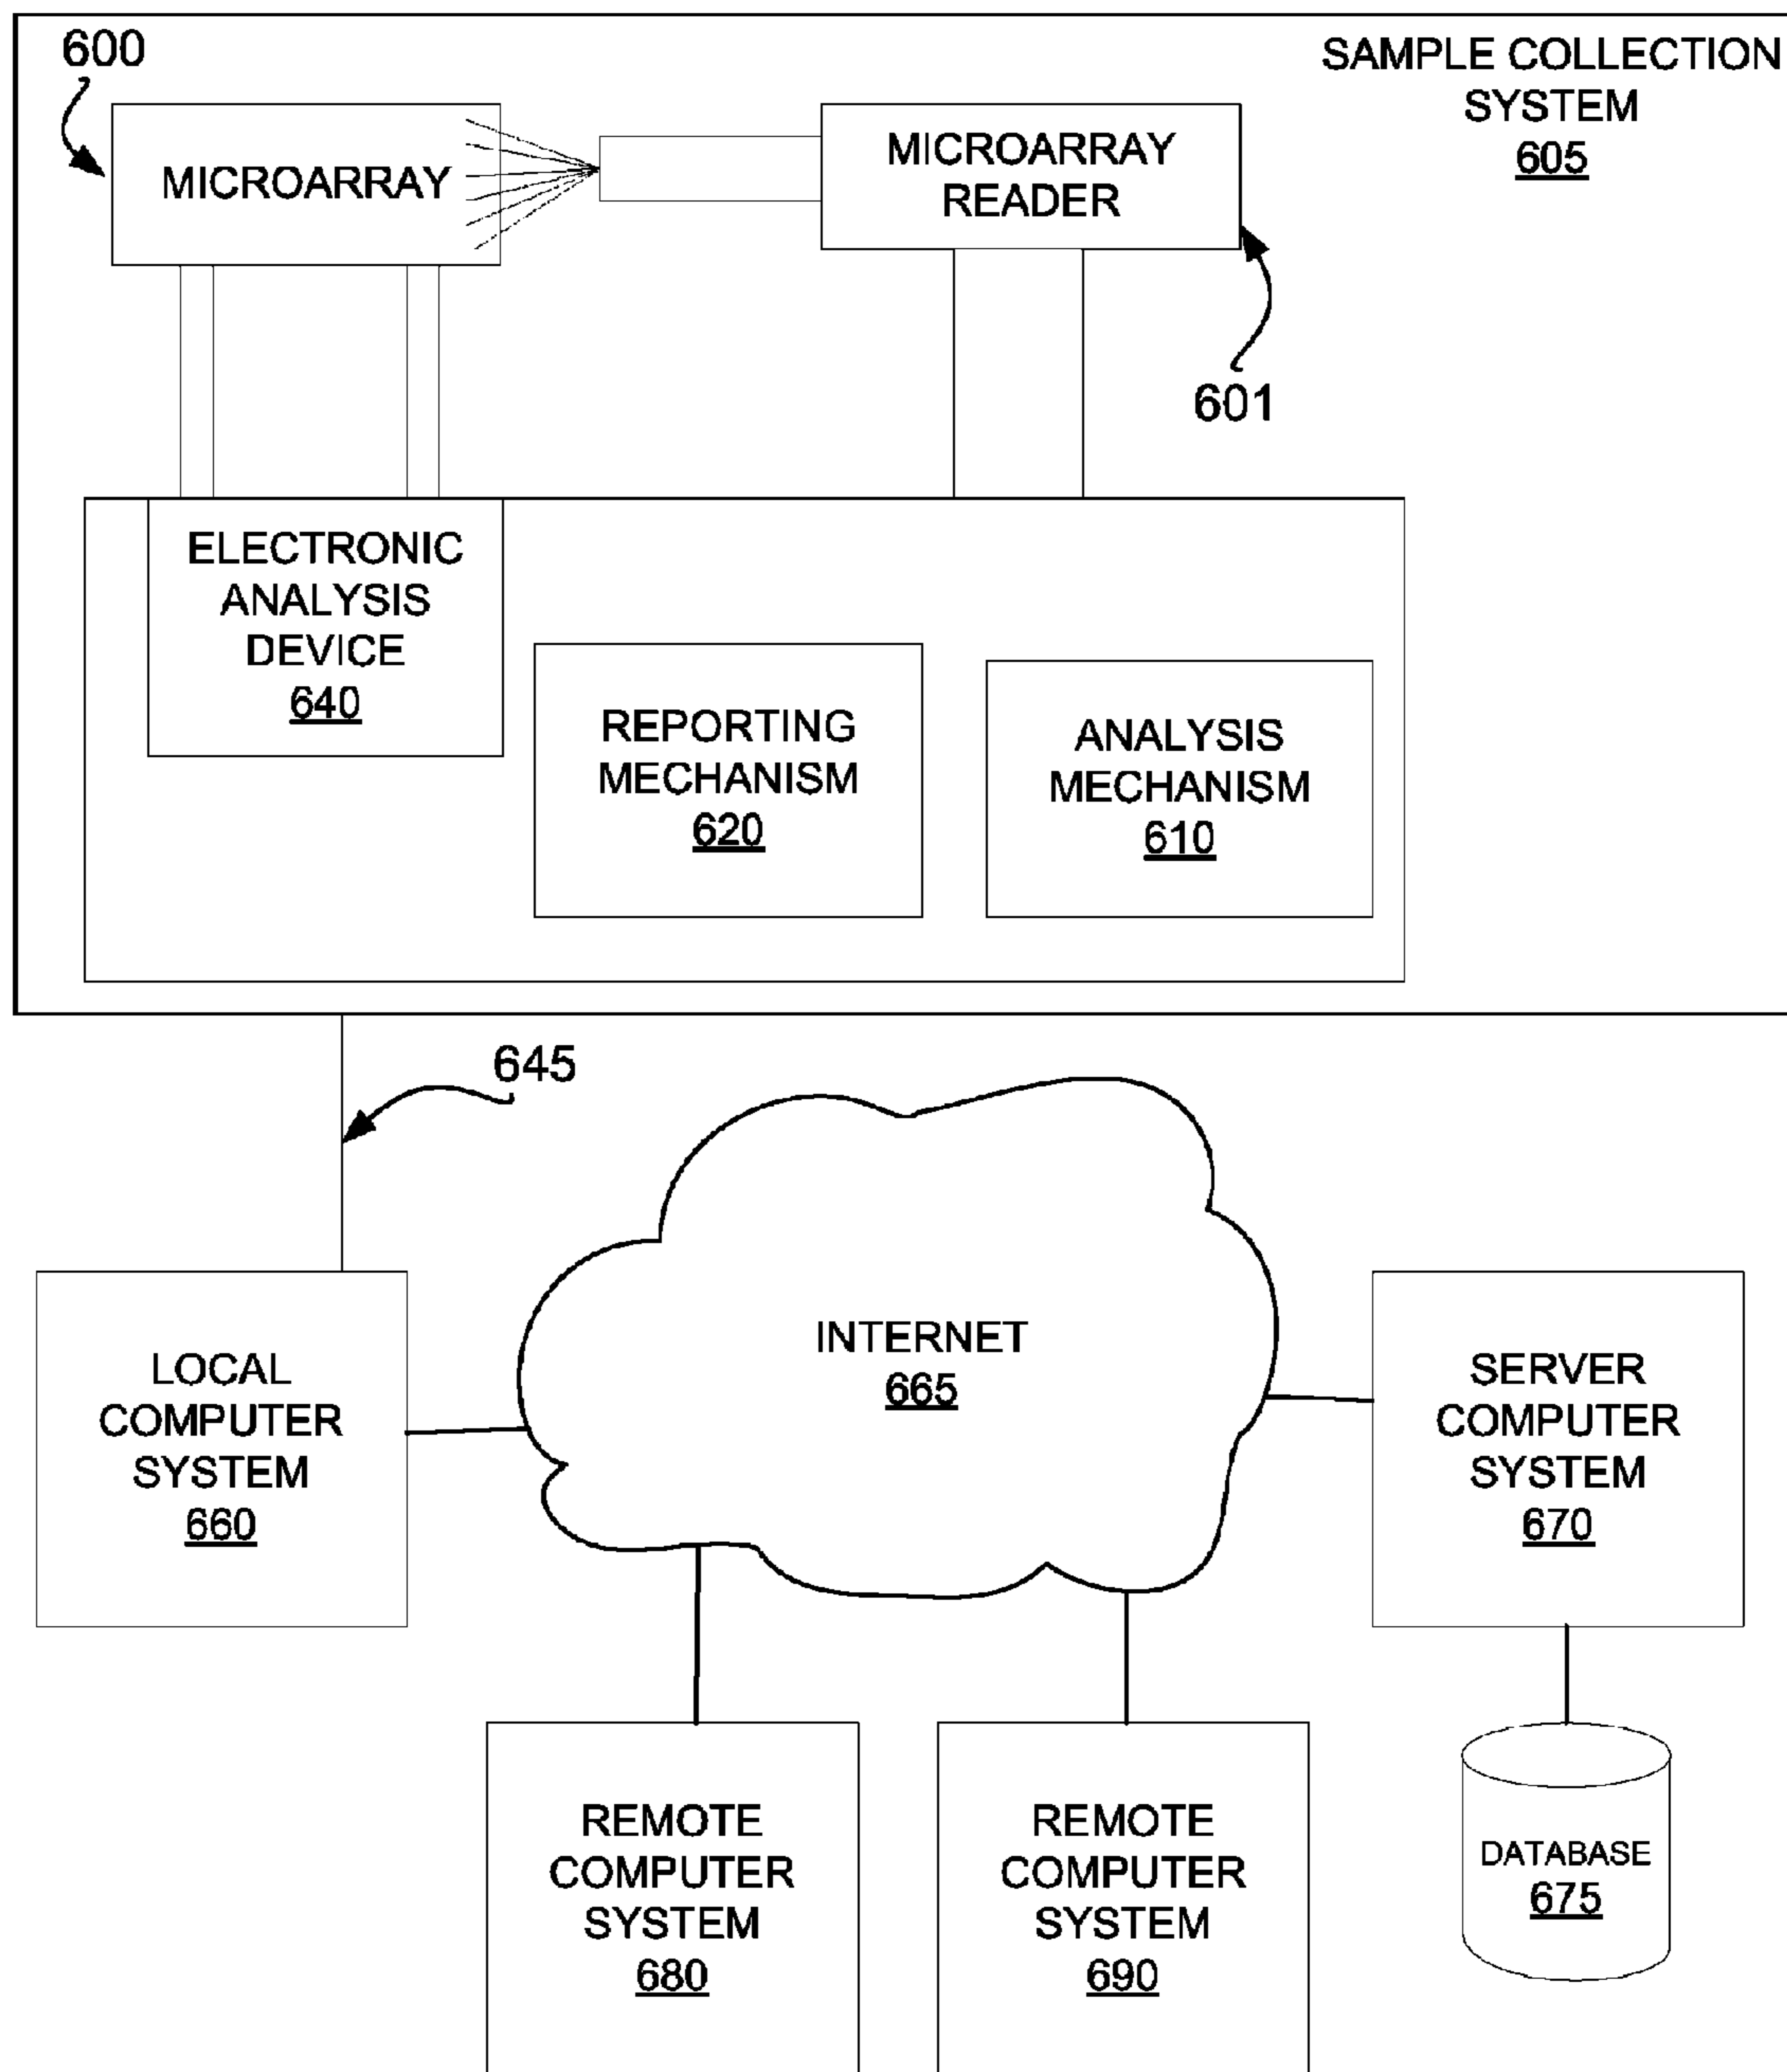 600
SAMPLE COLLECTION
SYSTEM
605
MICROARRAY
MICROARRAY
READER
601
ELECTRONIC
ANALYSIS
DEVICE
640
REPORTING
MECHANISM
620
ANALYSIS
MECHANISM
610
645
INTERNET
665
LOCAL
COMPUTER
SYSTEM
660
SERVER
COMPUTER
SYSTEM
670
REMOTE
COMPUTER
SYSTEM
680
REMOTE
COMPUTER
SYSTEM
690
DATABASE
675